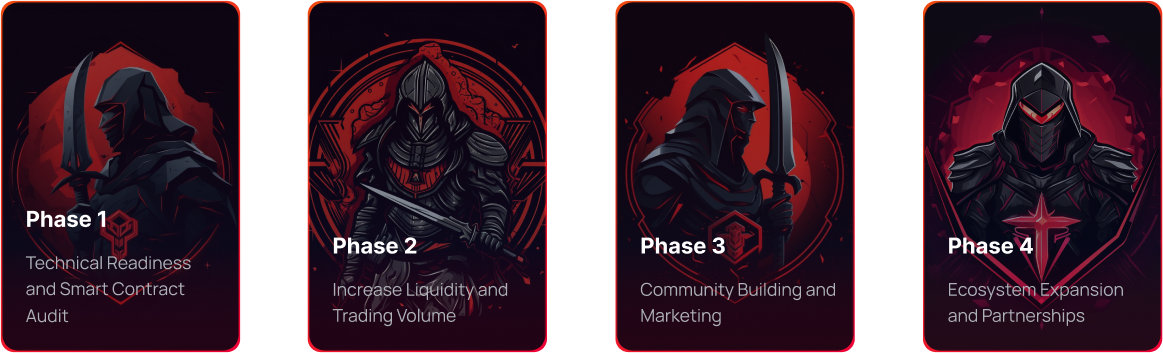 Phase 1
Technical Readiness
and Smart Contract
Audit
Phase 2
Increase Liquidity and
Trading Volume
Phase 3
Community Building and
Marketing
Phase 4
Ecosystem Expansion
and Partnerships